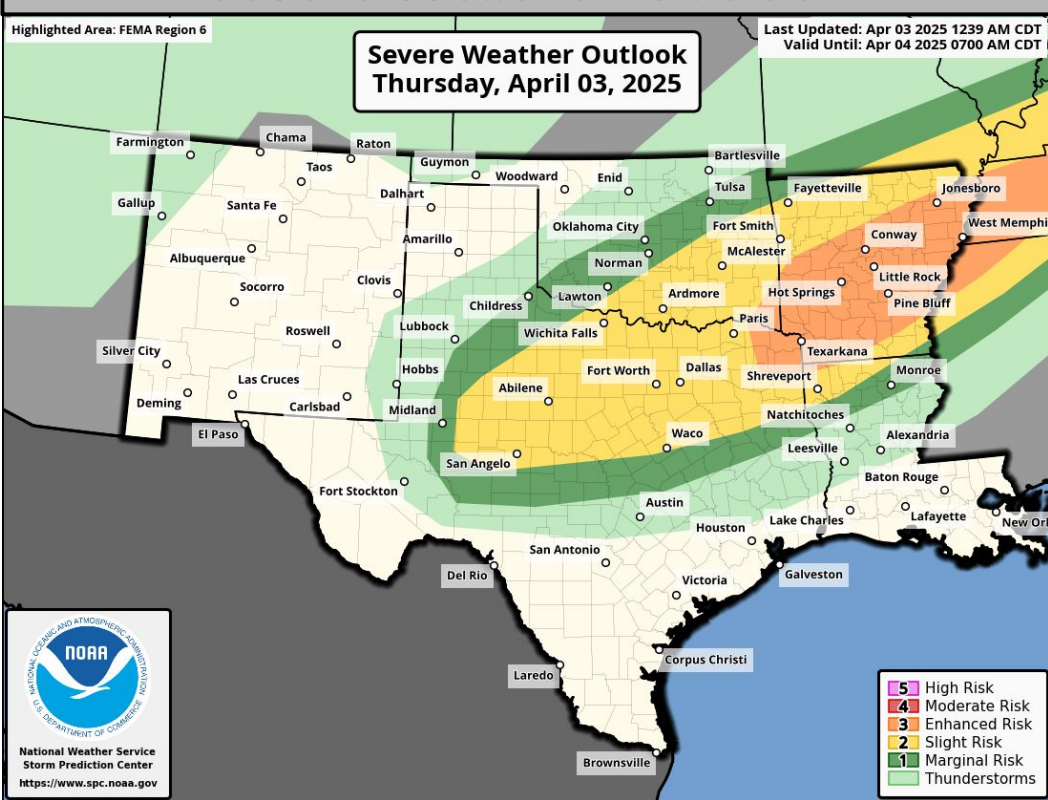 Highlighted Area: FEMA Region 6
Severe Weather Outlook
Thursday, April 03, 2025
Last Updated: Apr 03 2025 1239 AM CDT
Valid Until: Apr 04 2025 0700 AM CDT
Farmington
Chama
Raton
Taos
Guymon
Woodward
Enid
Bartlesville
Tulsa
Fayetteville
Jonesboro
Gallup
Santa Fe
Dalhart
Oklahoma City
Fort Smith
West Memphi
Conway
Albuquerque
Amarillo
Norman
McAlester
Little Rock
Socorro
Clovis
Childress
Lawton
Ardmore
Hot Springs
Pine Bluff
Roswell
Lubbock
Wichita Falls
Paris
Texarkana
Silver City
Las Cruces
Hobbs
Fort Worth
Dallas
Shreveport
Monroe
Deming
Carlsbad
Midland
Abilene
Natchitoches
El Paso
San Angelo
Waco
Leesville
Alexandria
Fort Stockton
Austin
Baton Rouge
Houston
Lake Charles
Lafayette
New Orl
San Antonio
Del Rio
Victoria
Galveston
Laredo
Corpus Christi
Brownsville
NATIONAL OCEANIC AND ATMOSPHERIC ADMINISTRATION
NOAA
U.S. DEPARTMENT OF COMMERCE
National Weather Service
Storm Prediction Center
https://www.spc.noaa.gov
5 High Risk
4 Moderate Risk
3 Enhanced Risk
2 Slight Risk
1 Marginal Risk
Thunderstorms